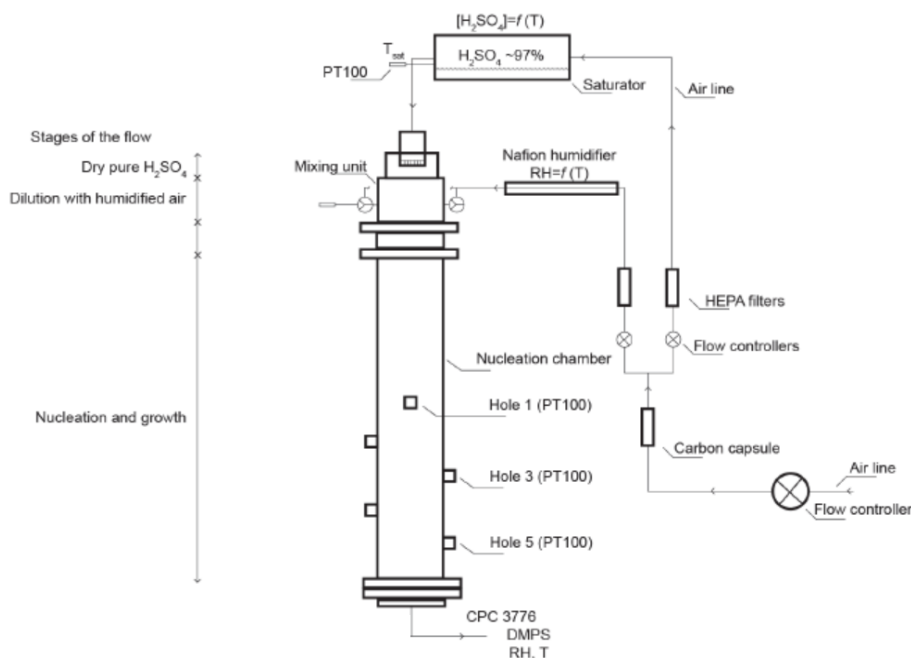 [H₂SO₄]=f (T)
T_sat
H₂SO₄ ~97%
PT100
Saturator
Air line
Stages of the flow
Dry pure H₂SO₄
Mixing unit
Nafion humidifier
RH=f (T)
Dilution with humidified air
HEPA filters
Flow controllers
Nucleation chamber
Nucleation and growth
Hole 1 (PT100)
Carbon capsule
Hole 3 (PT100)
Air line
Flow controller
Hole 5 (PT100)
CPC 3776
DMPS
RH, T